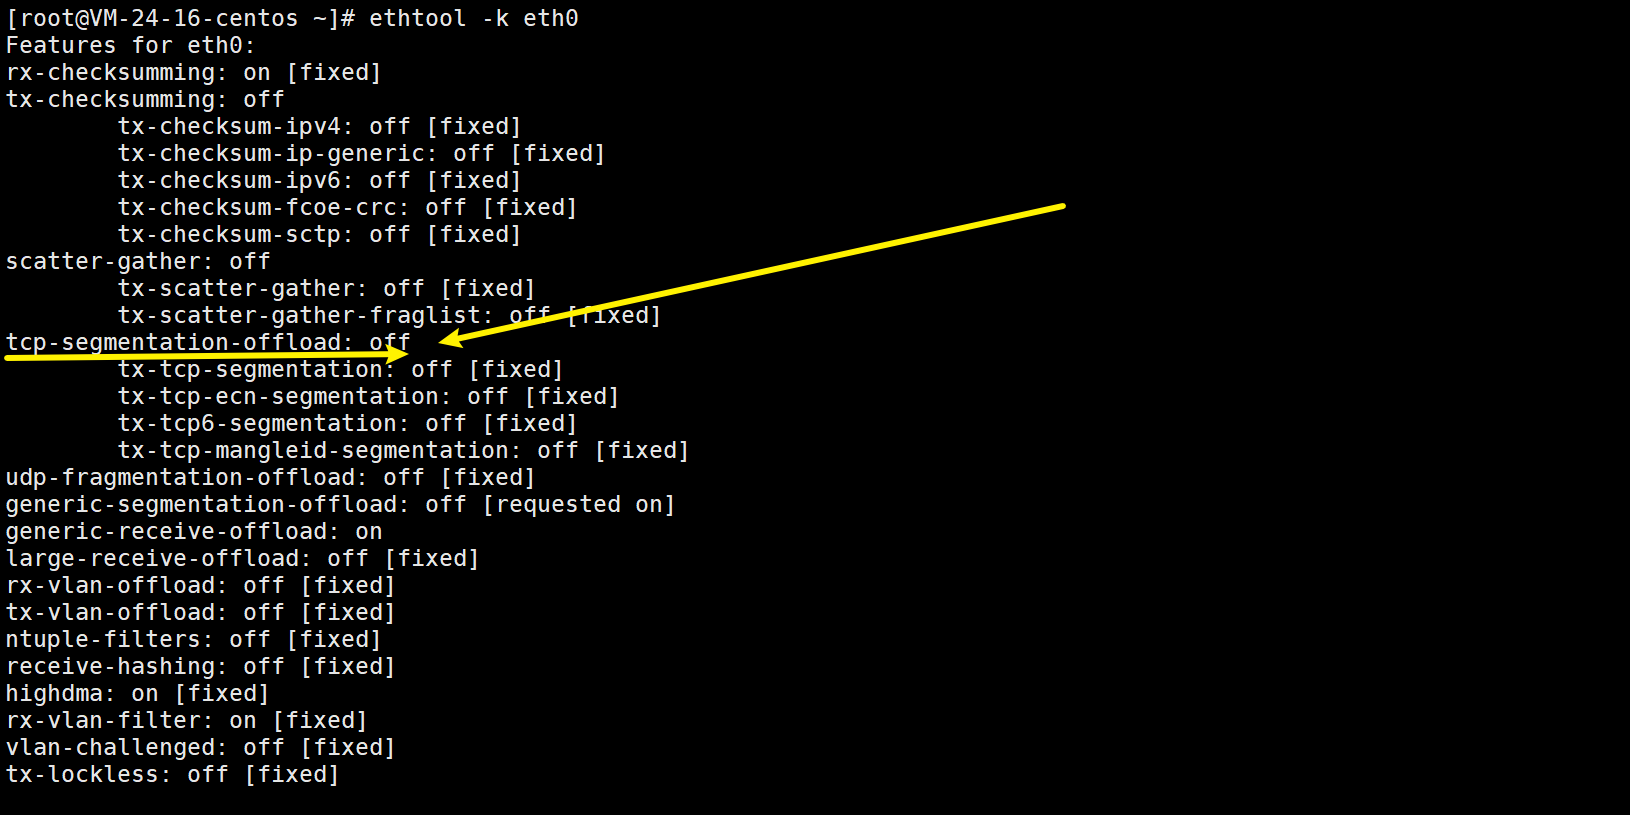 [root@VM-24-16-centos ~]# ethtool -k eth0
Features for eth0:
rx-checksumming: on [fixed]
tx-checksumming: off
tx-checksum-ipv4: off [fixed]
tx-checksum-ip-generic: off [fixed]
tx-checksum-ipv6: off [fixed]
tx-checksum-fcoe-crc: off [fixed]
tx-checksum-sctp: off [fixed]
scatter-gather: off
tx-scatter-gather: off [fixed]
tx-scatter-gather-fraglist: off [fixed]
tcp-segmentation-offload: off
tx-tcp-segmentation: off [fixed]
tx-tcp-ecn-segmentation: off [fixed]
tx-tcp6-segmentation: off [fixed]
tx-tcp-mangleid-segmentation: off [fixed]
udp-fragmentation-offload: off [fixed]
generic-segmentation-offload: off [requested on]
generic-receive-offload: on
large-receive-offload: off [fixed]
rx-vlan-offload: off [fixed]
tx-vlan-offload: off [fixed]
ntuple-filters: off [fixed]
receive-hashing: off [fixed]
highdma: on [fixed]
rx-vlan-filter: on [fixed]
vlan-challenged: off [fixed]
tx-lockless: off [fixed]